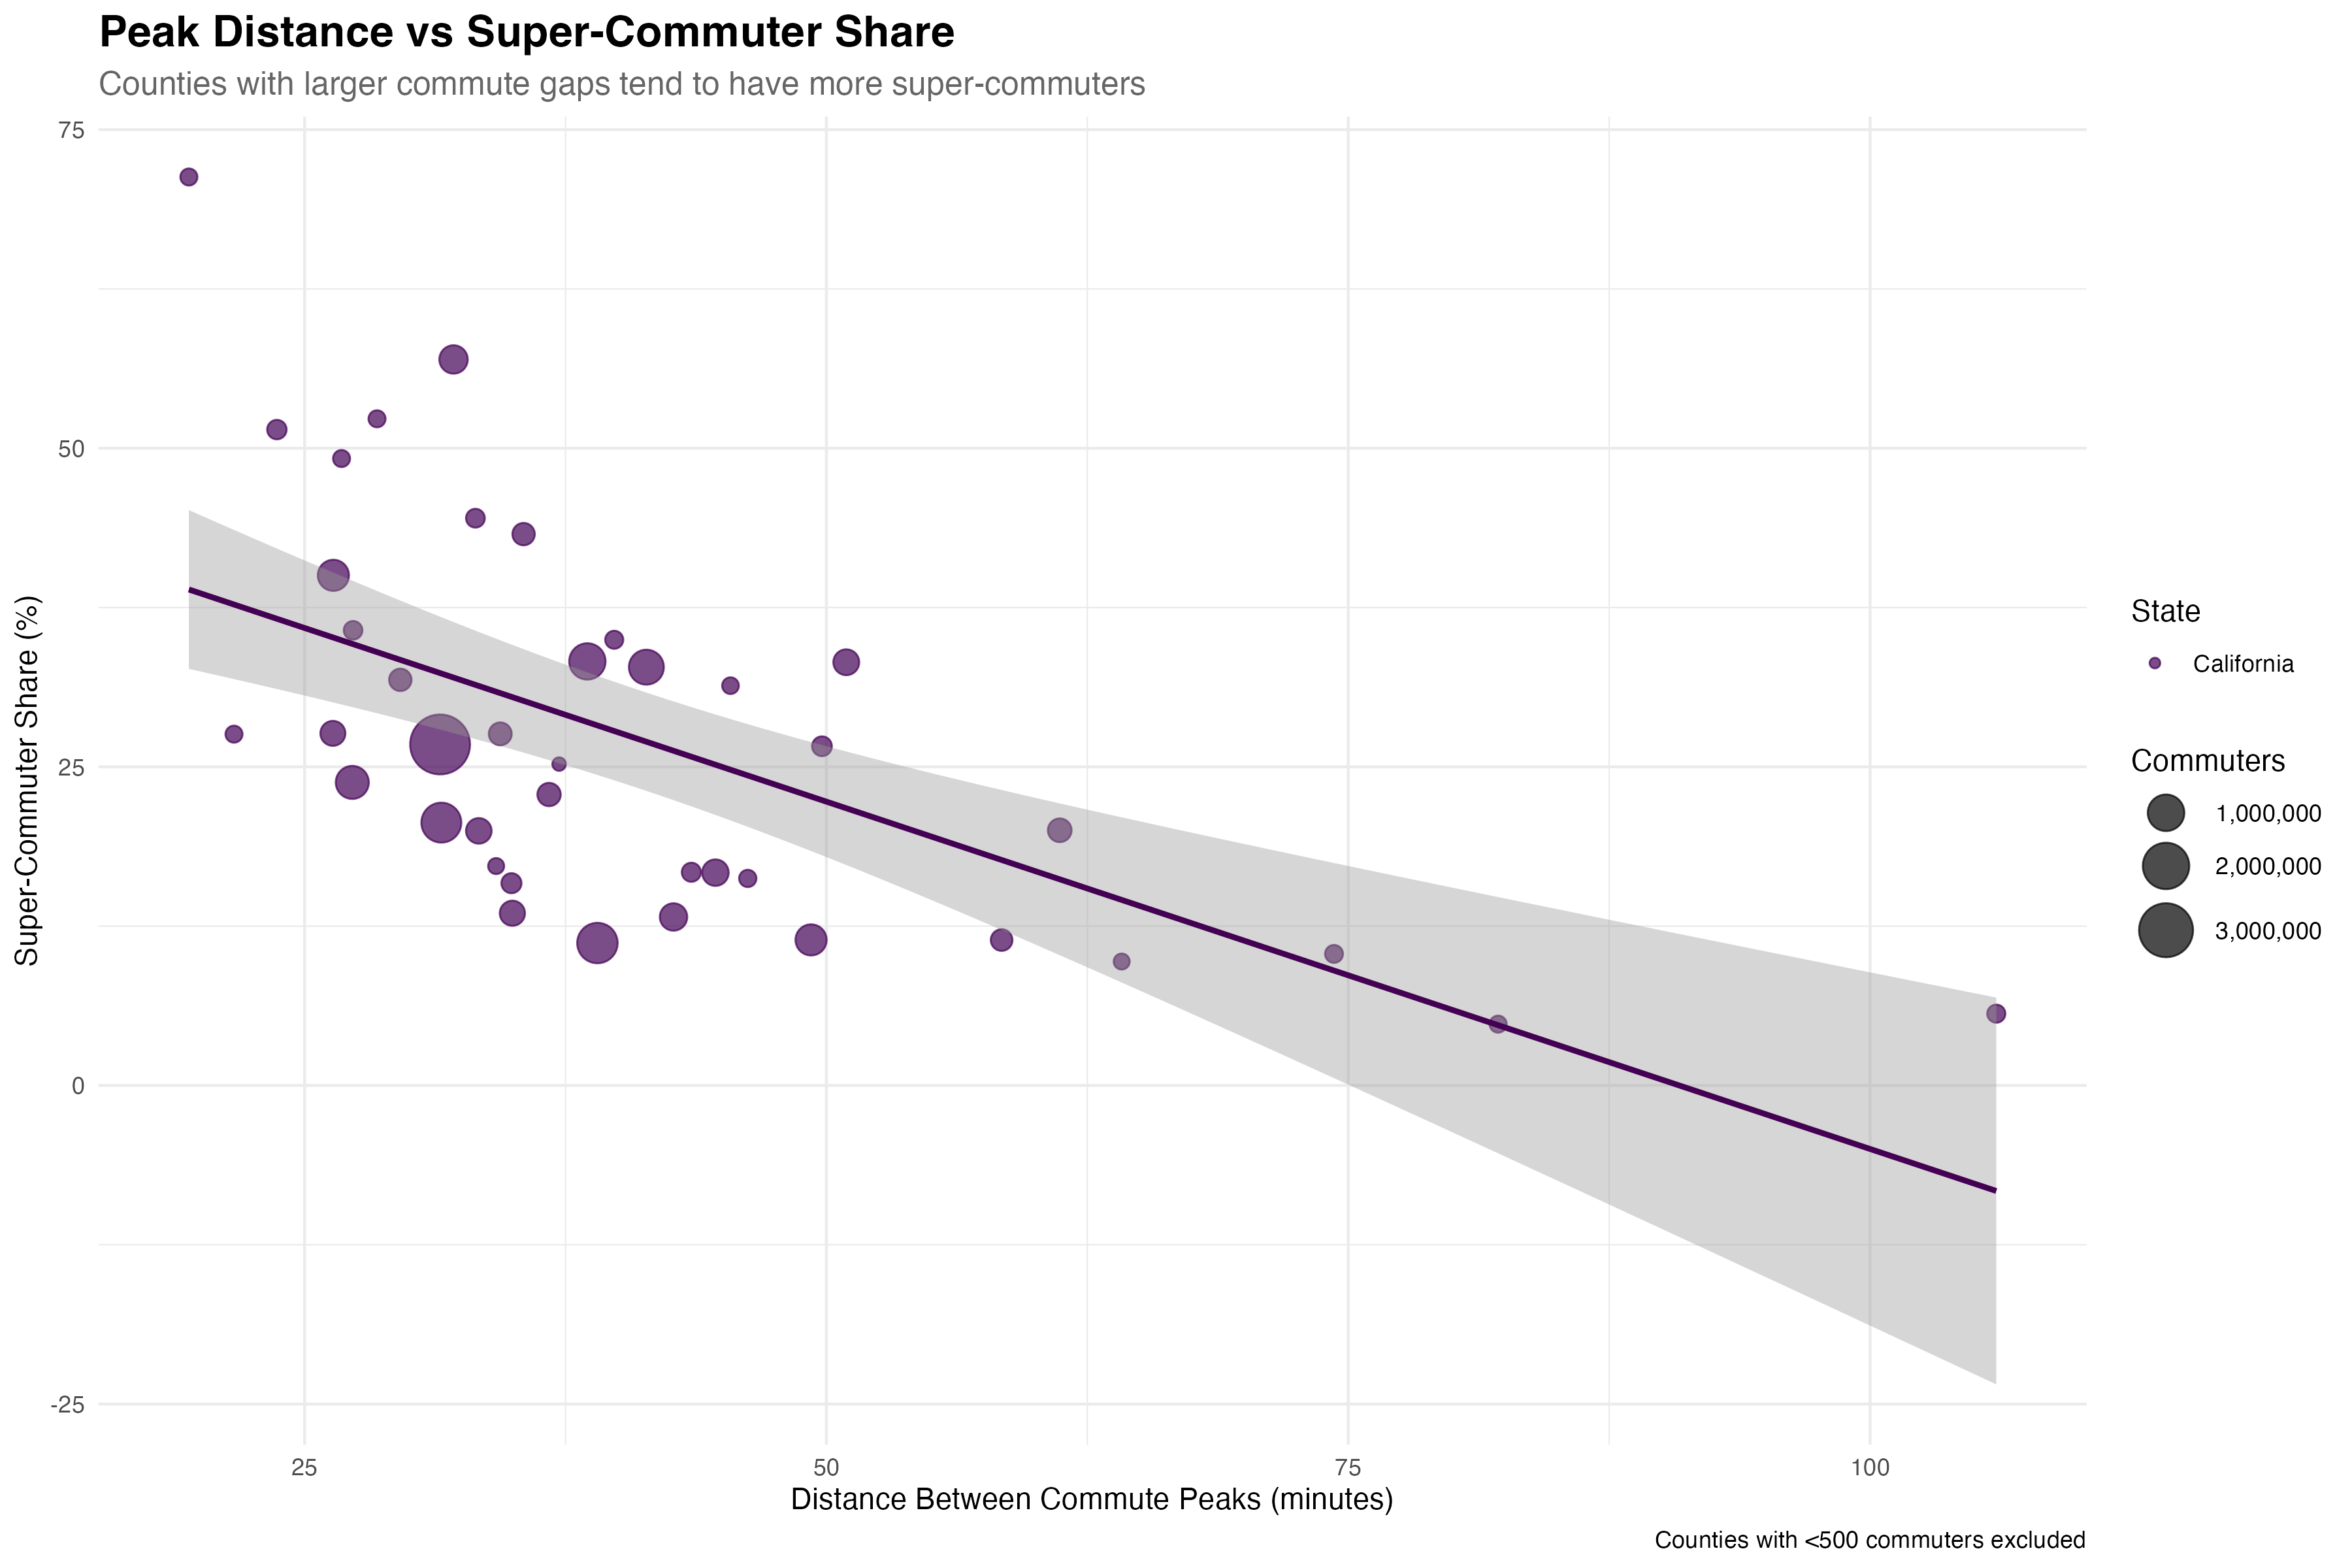 Peak Distance vs Super-Commuter Share
Counties with larger commute gaps tend to have more super-commuters
75
50
25
0
-25
Super-Commuter Share (%)
25
50
75
100
Distance Between Commute Peaks (minutes)
State
California
Commuters
1,000,000
2,000,000
3,000,000
Counties with <500 commuters excluded